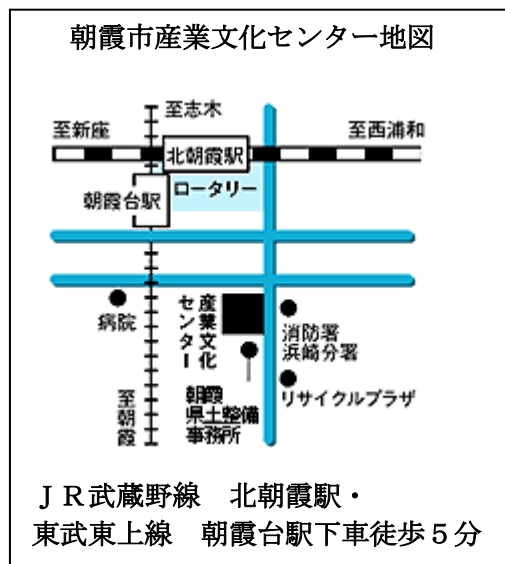 朝霞市産業文化センター地図
至志木
至新座
至西浦和
北朝霞駅
ロータリー
朝霞台駅
病院
産業文化
センター
消防署
浜崎分署
リサイクルプラザ
至朝霞
朝霞
県土整備
事務所
ＪＲ武蔵野線　北朝霞駅・
東武東上線　朝霞台駅下車徒歩５分